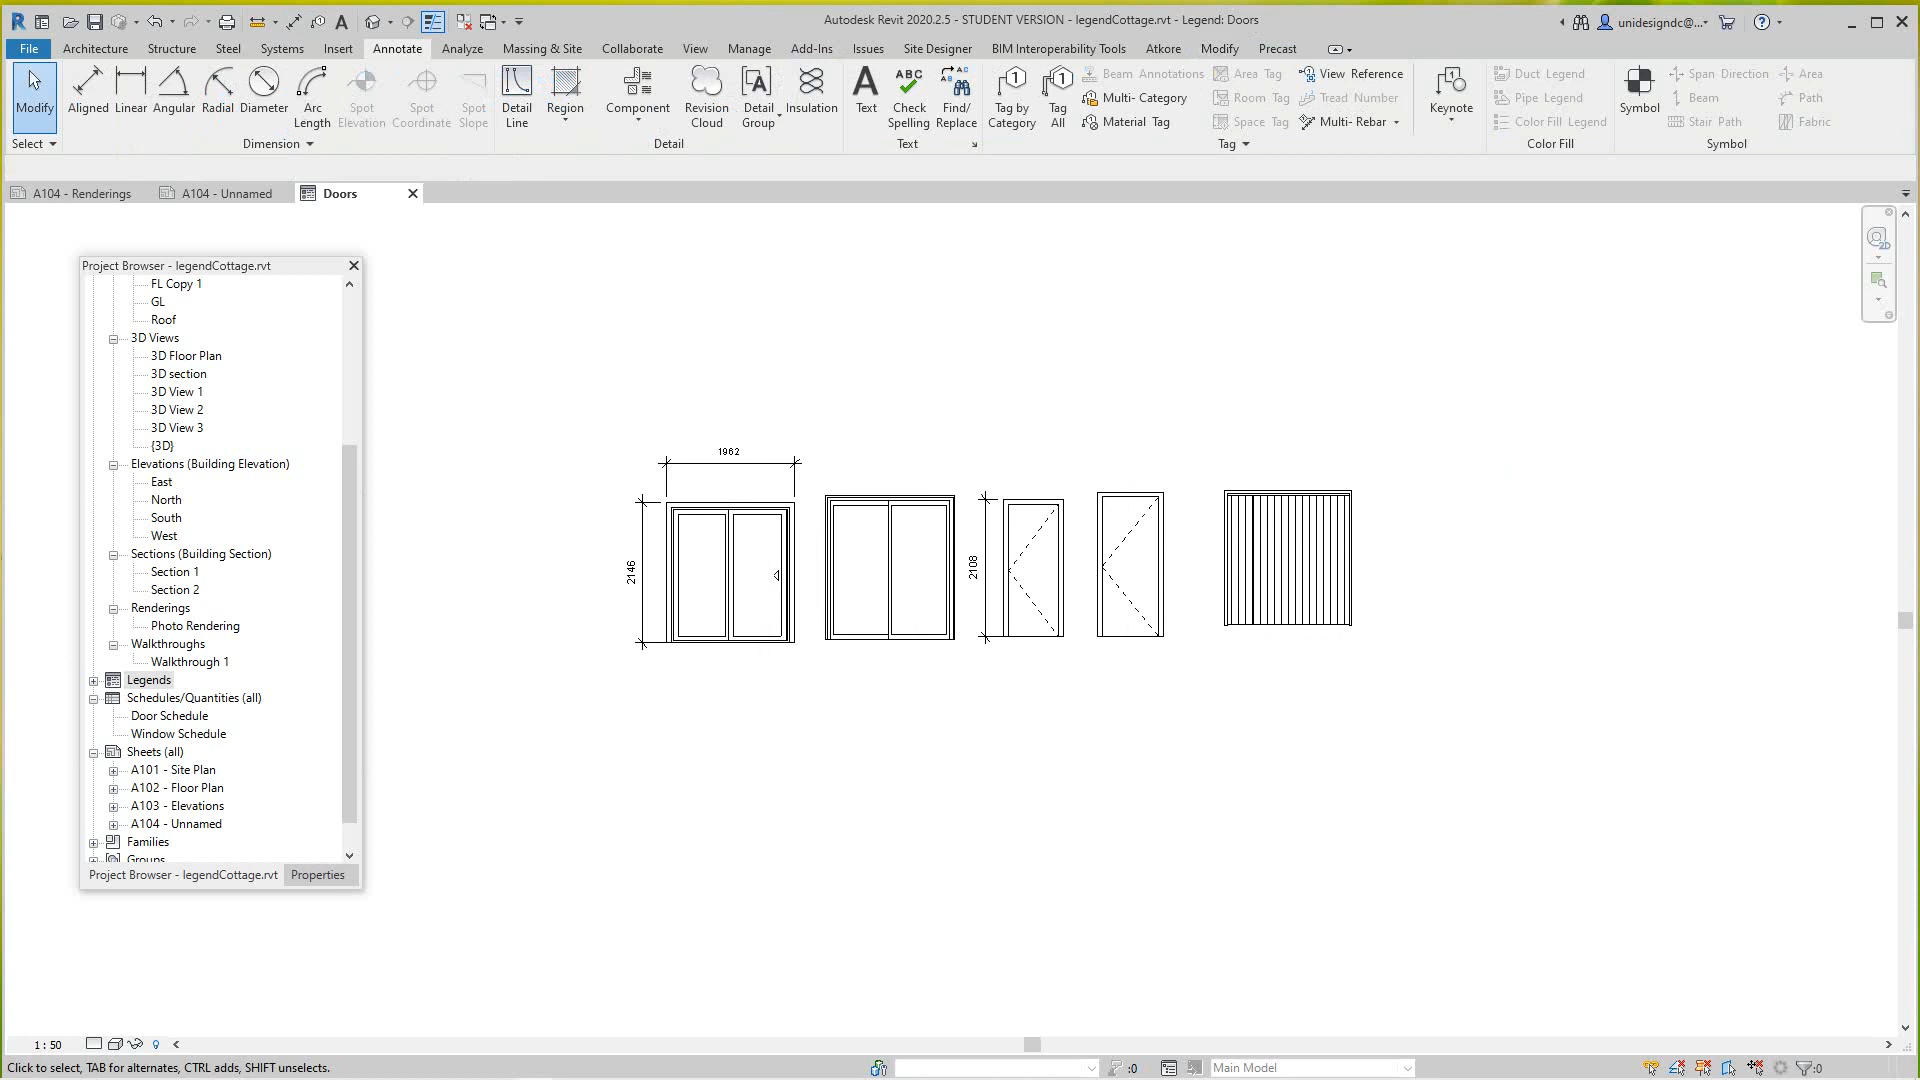 Autodesk Revit 2020.2.5 - STUDENT VERSION - legendCottage.rvt - Legend: Doors
unidesigndc@...
File Architecture Structure Steel Systems Insert Annotate Analyze Massing & Site Collaborate View Manage Add-Ins Issues Site Designer BIM Interoperability Tools Atkore Modify Precast
Modify
Aligned Linear Angular Radial Diameter
Arc Length
Spot Elevation
Spot Coordinate
Spot Slope
Detail Line
Region
Component
Revision Cloud
Detail Group
Insulation
Text
ABC
Check Spelling
Find/ Replace
Tag by Category
Tag All
Beam Annotations
Multi- Category
Material Tag
Area Tag
Room Tag
Space Tag
View Reference
Tread Number
Multi- Rebar
Keynote
Duct Legend
Pipe Legend
Color Fill Legend
Symbol
Span Direction
Beam
Stair Path
Area
Path
Fabric
Select Dimension Detail Text Tag Color Fill Symbol
A104 - Renderings A104 - Unnamed Doors
2D
Project Browser - legendCottage.rvt
FL Copy 1
GL
Roof
3D Views
3D Floor Plan
3D section
3D View 1
3D View 2
3D View 3
{3D}
Elevations (Building Elevation)
East
North
South
West
Sections (Building Section)
Section 1
Section 2
Renderings
Photo Rendering
Walkthroughs
Walkthrough 1
Legends
Schedules/Quantities (all)
Door Schedule
Window Schedule
Sheets (all)
A101 - Site Plan
A102 - Floor Plan
A103 - Elevations
A104 - Unnamed
Families
Groups
Project Browser - legendCottage.rvt Properties
1962
2146
2108
1 : 50
Click to select, TAB for alternates, CTRL adds, SHIFT unselects.
:0
Main Model
:0